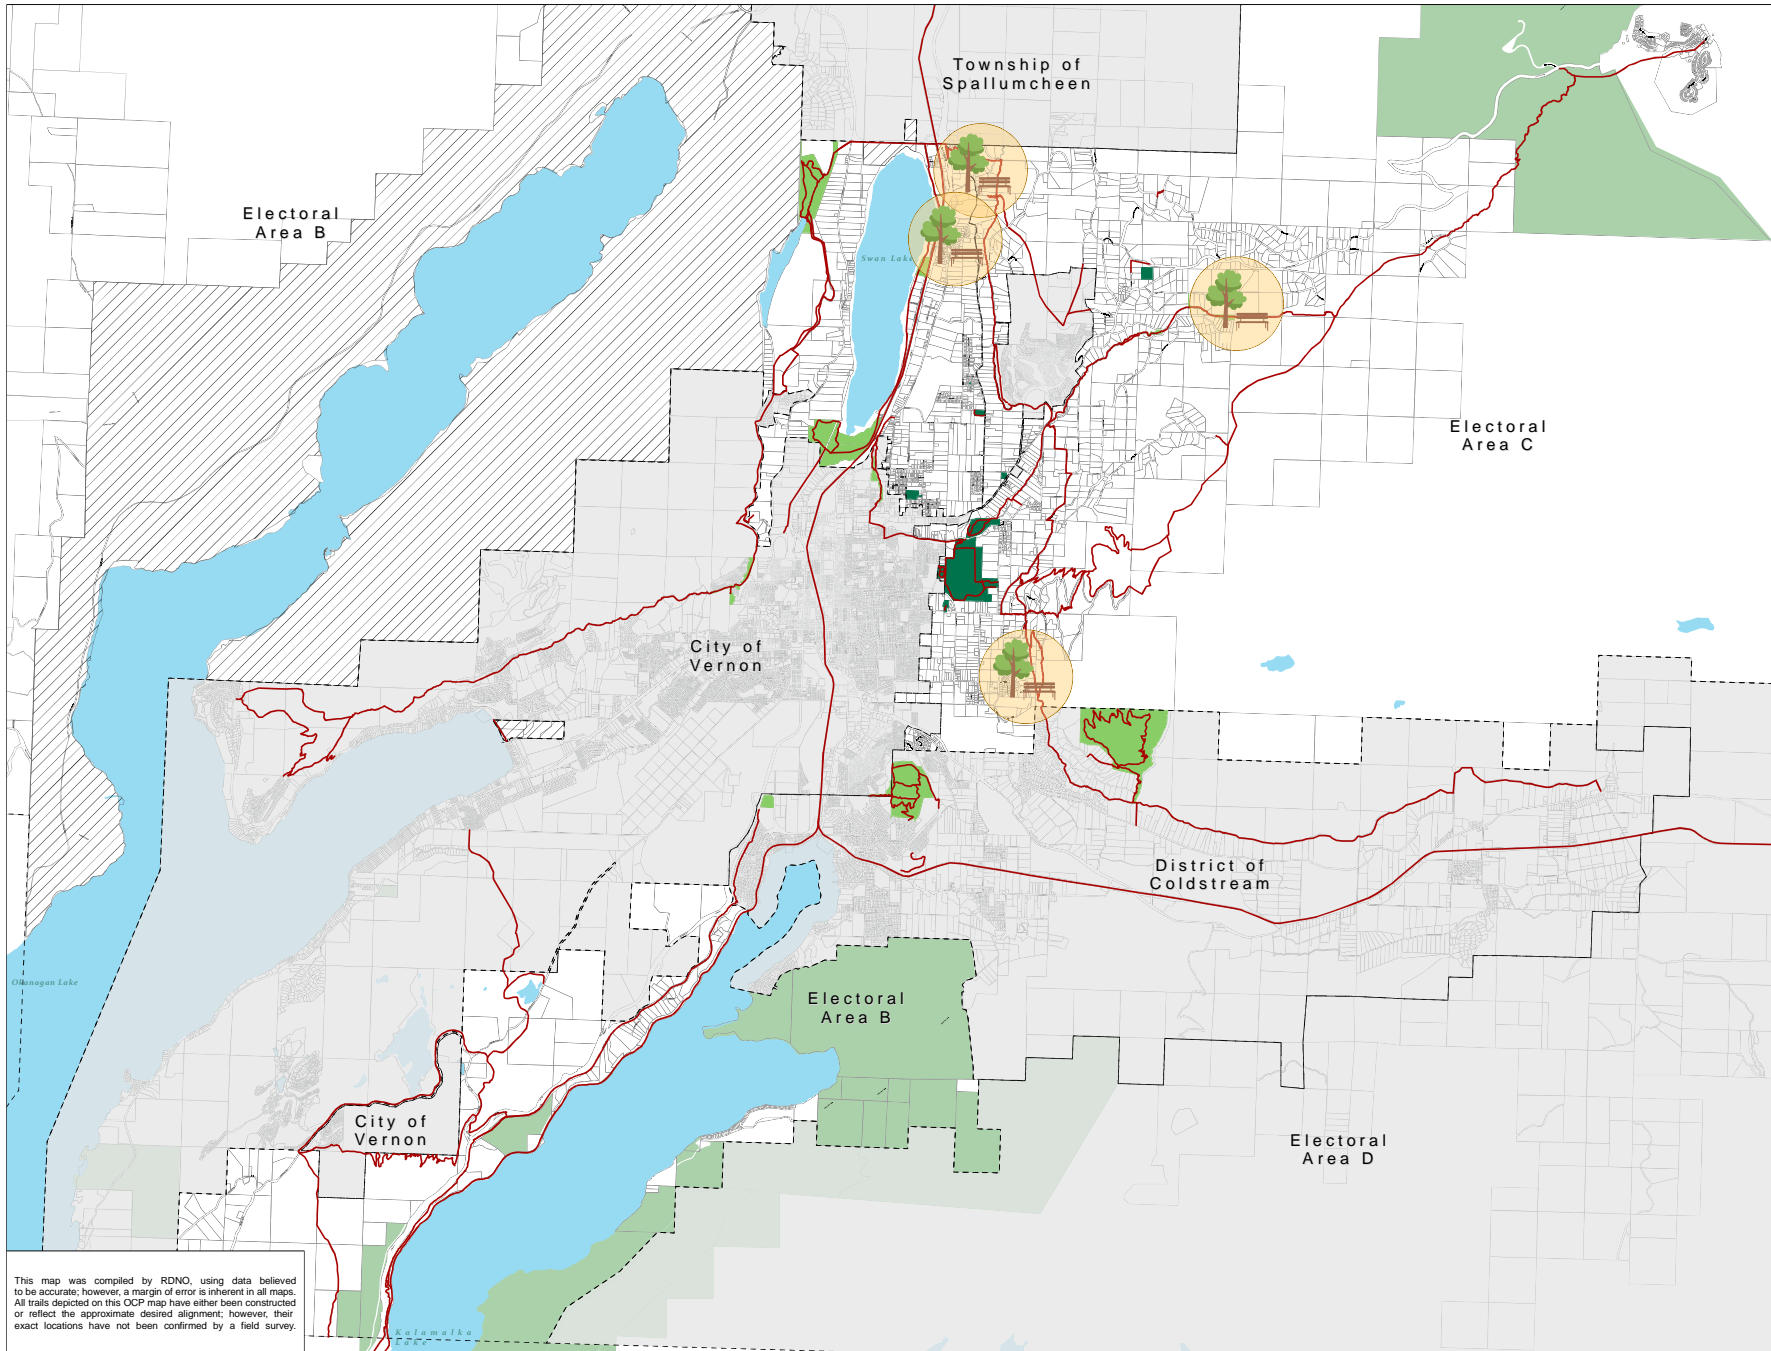 Township of
Spallumcheen
Electoral
Area B
Swan Lake
Electoral
Area C
City of
Vernon
District of
Coldstream
Okanagan Lake
Electoral
Area B
City of
Vernon
Electoral
Area D
This map was compiled by RDNO, using data believed
to be accurate; however, a margin of error is inherent in all maps.
All trails depicted on this OCP map have either been constructed
or reflect the approximate desired alignment; however, their
exact locations have not been confirmed by a field survey.
Kalamalka
Lake